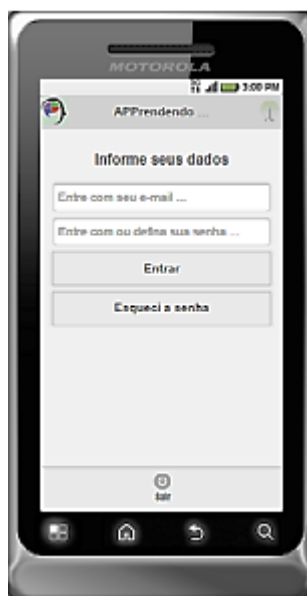 MOTOROLA
3G 3:00 PM
APPrendendo ...
Informe seus dados
Entre com seu e-mail ...
Entre com ou defina sua senha ...
Entrar
Esqueci a senha
Sair